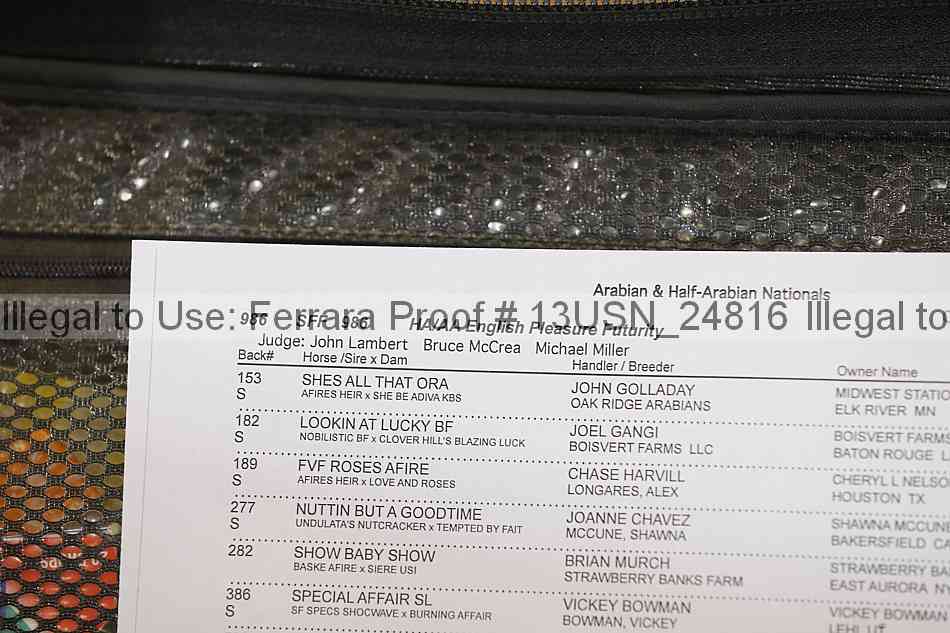 Arabian & Half-Arabian Nationals
Illegal to Use: Ferrara Proof # 13USN_24816 Illegal to
986 SFF 986 HA/AA English Pleasure Futurity
Judge: John Lambert Bruce McCrea Michael Miller
Back# Horse /Sire x Dam Handler / Breeder Owner Name
153 SHES ALL THAT ORA JOHN GOLLADAY MIDWEST STATIO
S AFIRES HEIR x SHE BE ADIVA KBS OAK RIDGE ARABIANS ELK RIVER MN
182 LOOKIN AT LUCKY BF JOEL GANGI BOISVERT FARMS
S NOBILISTIC BF x CLOVER HILL'S BLAZING LUCK BOISVERT FARMS LLC BATON ROUGE L
189 FVF ROSES AFIRE CHASE HARVILL CHERYL L NELSO
S AFIRES HEIR x LOVE AND ROSES LONGARES, ALEX HOUSTON TX
277 NUTTIN BUT A GOODTIME JOANNE CHAVEZ SHAWNA MCCUN
S UNDULATA'S NUTCRACKER x TEMPTED BY FAIT MCCUNE, SHAWNA BAKERSFIELD CA
282 SHOW BABY SHOW BRIAN MURCH STRAWBERRY BA
BASKE AFIRE x SIERE USI STRAWBERRY BANKS FARM EAST AURORA N
386 SPECIAL AFFAIR SL VICKEY BOWMAN VICKEY BOWMAN
S SF SPECS SHOCWAVE x BURNING AFFAIR BOWMAN, VICKEY LEHI, UT